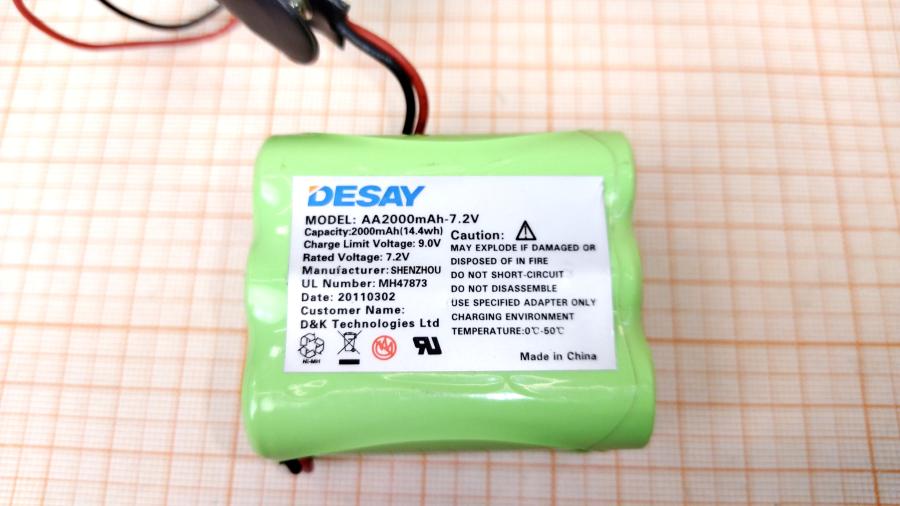 DESAY
MODEL: AA2000mAh-7.2V
Capacity:2000mAh(14.4wh)
Charge Limit Voltage: 9.0V
Rated Voltage: 7.2V
Manufacturer: SHENZHOU
UL Number: MH47873
Date: 20110302
Customer Name:
D&K Technologies Ltd
Ni-MH
Caution:
MAY EXPLODE IF DAMAGED OR
DISPOSED OF IN FIRE
DO NOT SHORT-CIRCUIT
DO NOT DISASSEMBLE
USE SPECIFIED ADAPTER ONLY
CHARGING ENVIRONMENT
TEMPERATURE:0℃-50℃
Made in China